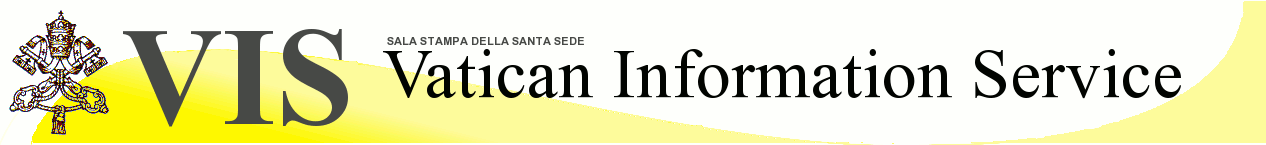 VIS
SALA STAMPA DELLA SANTA SEDE
Vatican Information Service